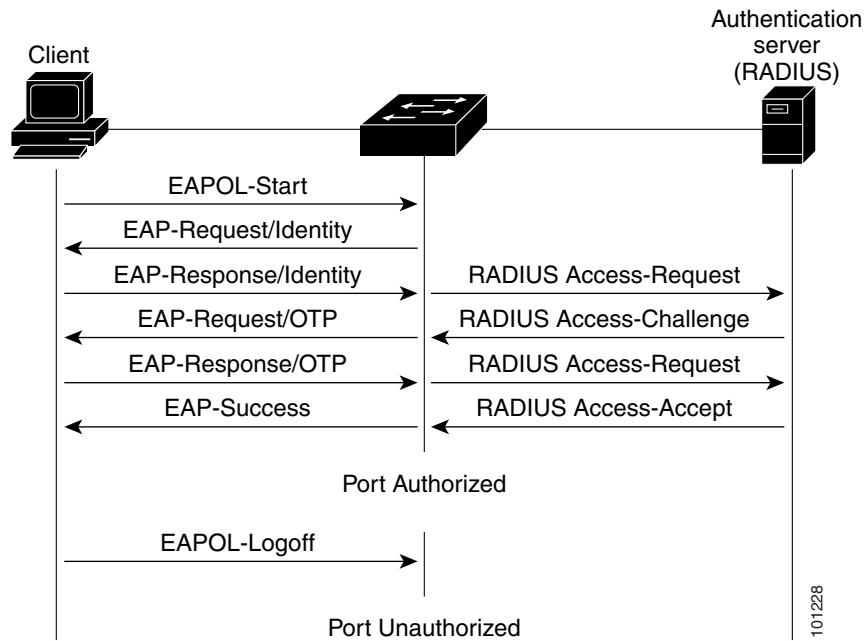 Authentication
server
(RADIUS)
Client
EAPOL-Start
EAP-Request/Identity
EAP-Response/Identity
RADIUS Access-Request
EAP-Request/OTP
RADIUS Access-Challenge
EAP-Response/OTP
RADIUS Access-Request
EAP-Success
RADIUS Access-Accept
Port Authorized
EAPOL-Logoff
Port Unauthorized
101228